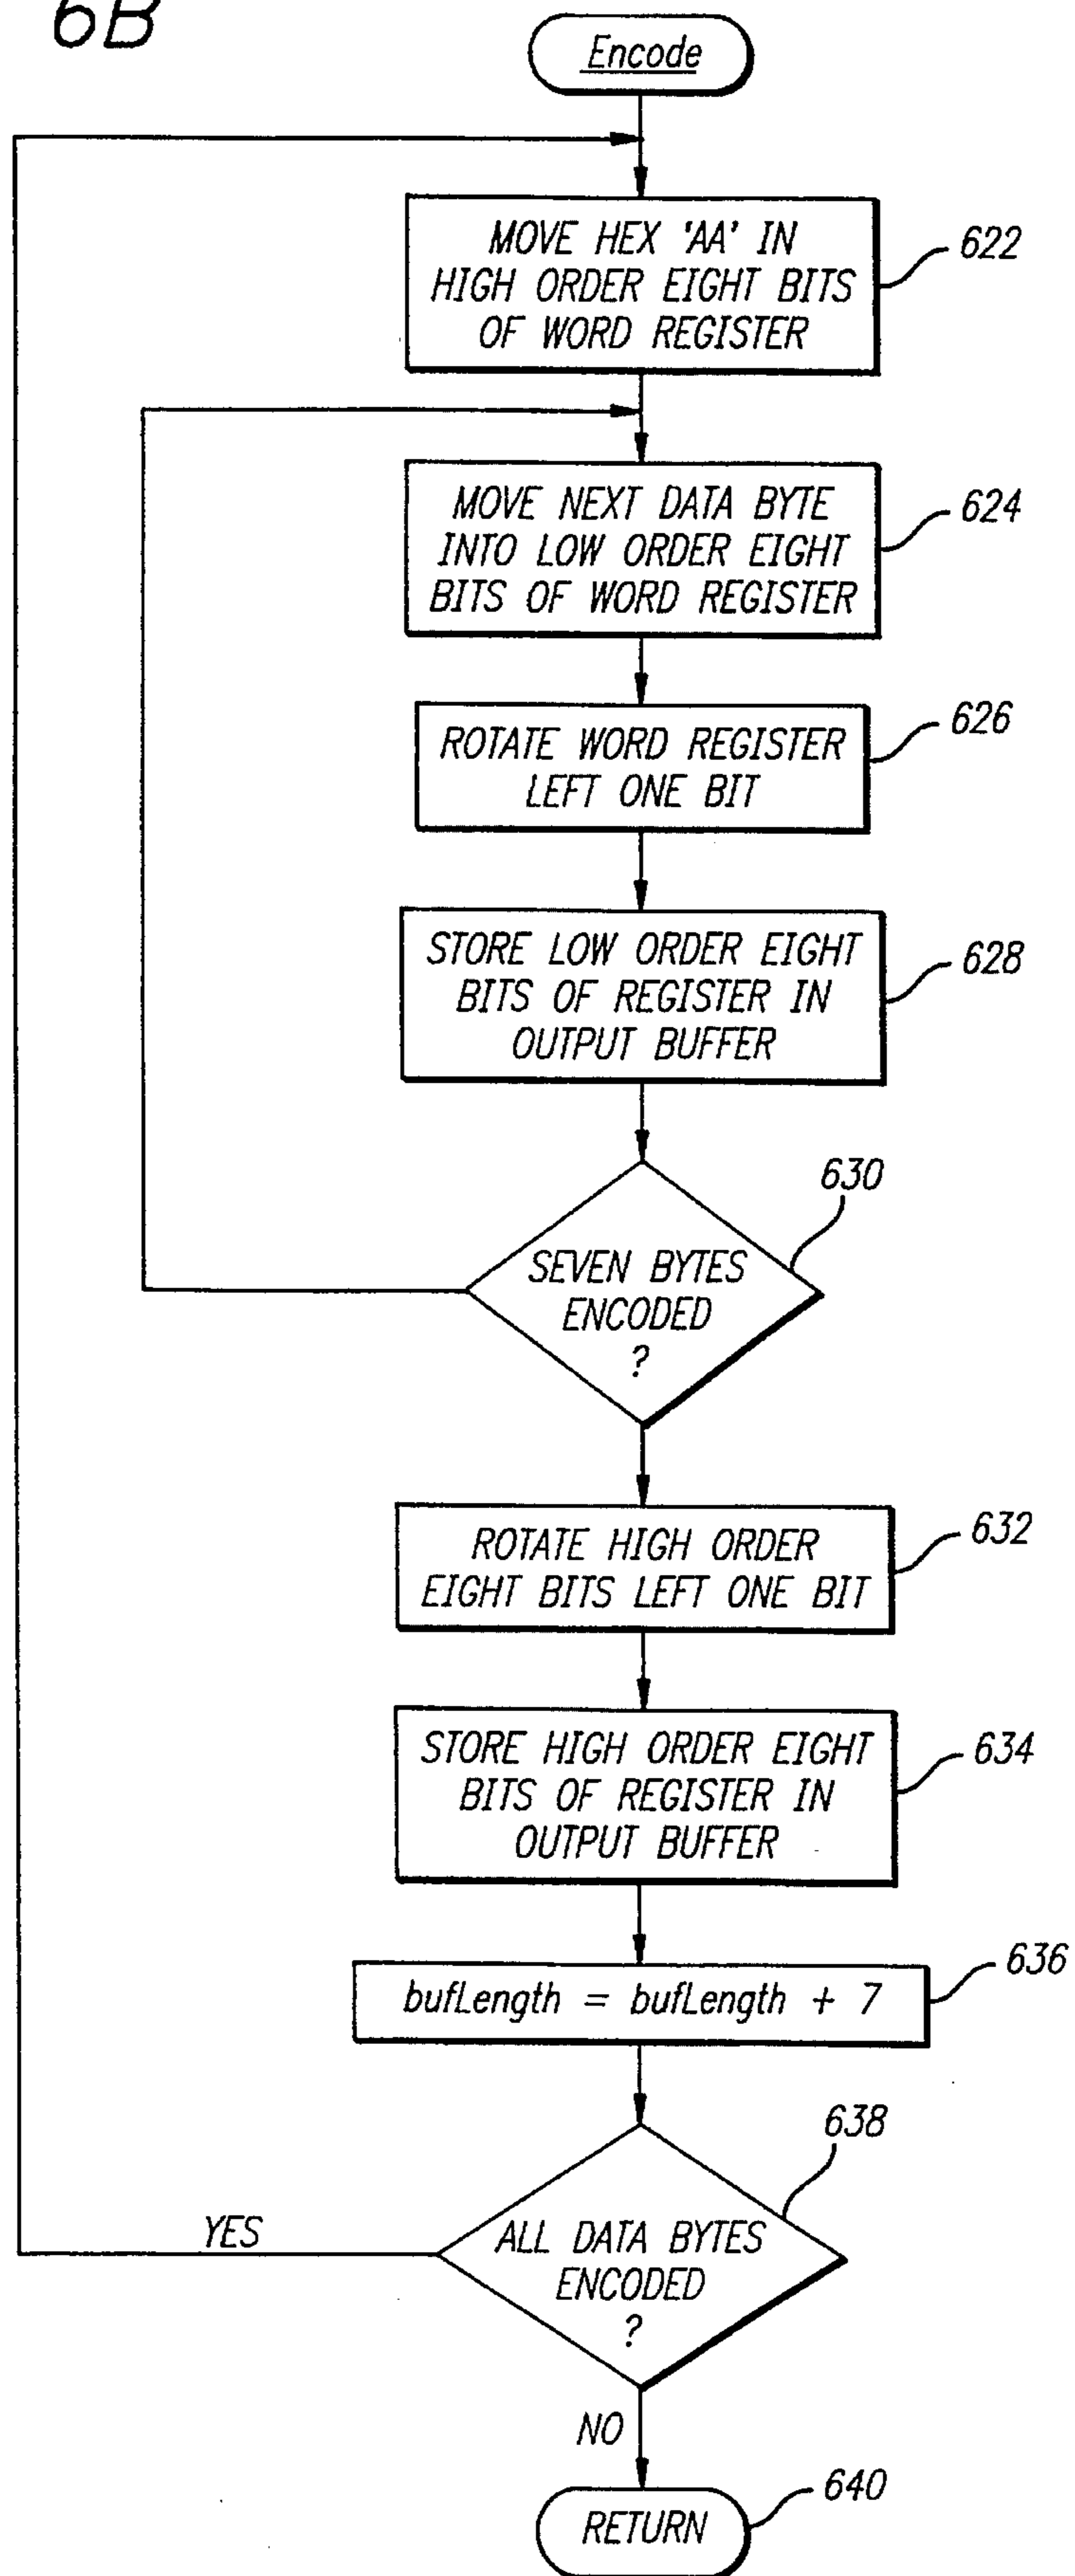 6B
Encode
MOVE HEX 'AA' IN
HIGH ORDER EIGHT BITS
OF WORD REGISTER
622
MOVE NEXT DATA BYTE
INTO LOW ORDER EIGHT
BITS OF WORD REGISTER
624
ROTATE WORD REGISTER
LEFT ONE BIT
626
STORE LOW ORDER EIGHT
BITS OF REGISTER IN
OUTPUT BUFFER
628
630
SEVEN BYTES
ENCODED
?
ROTATE HIGH ORDER
EIGHT BITS LEFT ONE BIT
632
STORE HIGH ORDER EIGHT
BITS OF REGISTER IN
OUTPUT BUFFER
634
bufLength = bufLength + 7
636
638
YES
ALL DATA BYTES
ENCODED
?
NO
RETURN
640